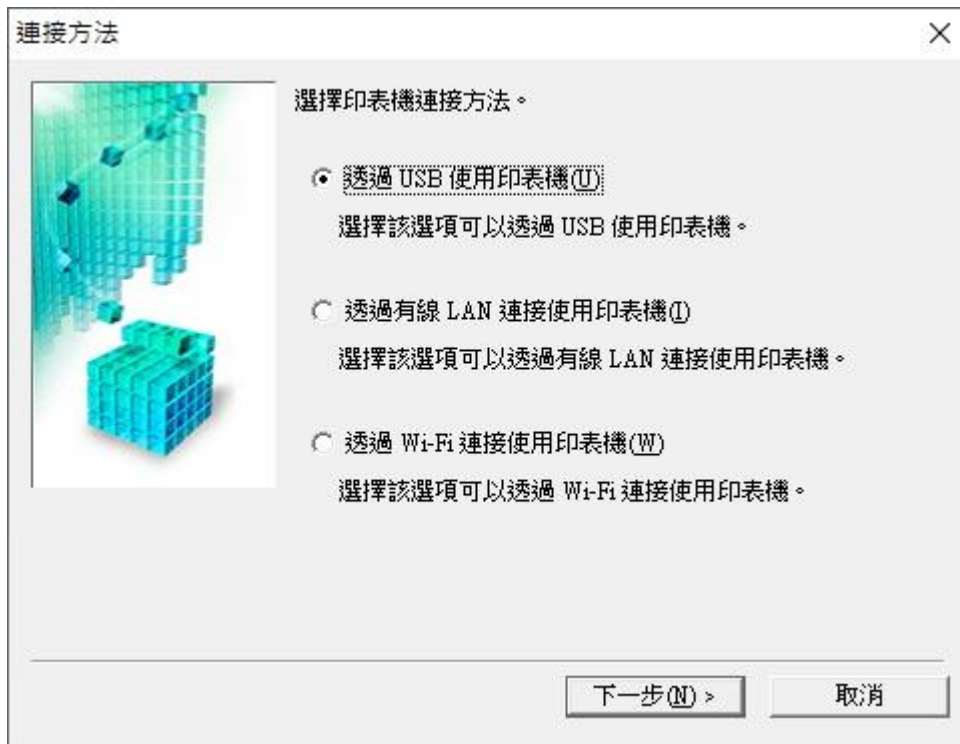 連接方法
選擇印表機連接方法。
透過 USB 使用印表機(U)
選擇該選項可以透過 USB 使用印表機。
透過有線 LAN 連接使用印表機(I)
選擇該選項可以透過有線 LAN 連接使用印表機。
透過 Wi-Fi 連接使用印表機(W)
選擇該選項可以透過 Wi-Fi 連接使用印表機。
下一步(N) > 取消